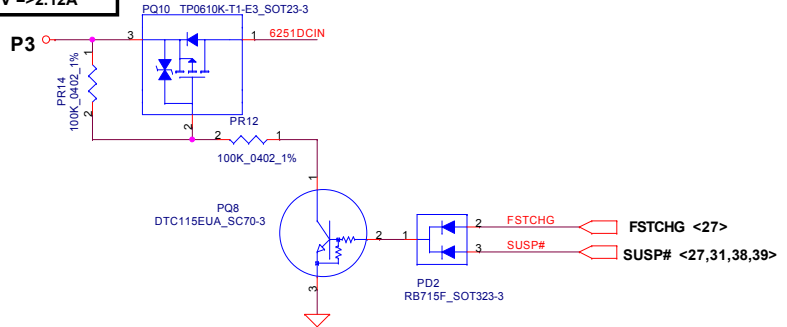 V =>2.12A
PQ10 TP0610K-T1-E3_SOT23-3
P3
3
1
6251DCIN
1
PR14
100K_0402_1%
2
2
PR12
2
1
100K_0402_1%
1
PQ8
DTC115EUA_SC70-3
2
1
3
2
FSTCHG
FSTCHG <27>
3
SUSP#
SUSP# <27,31,38,39>
PD2
RB715F_SOT323-3